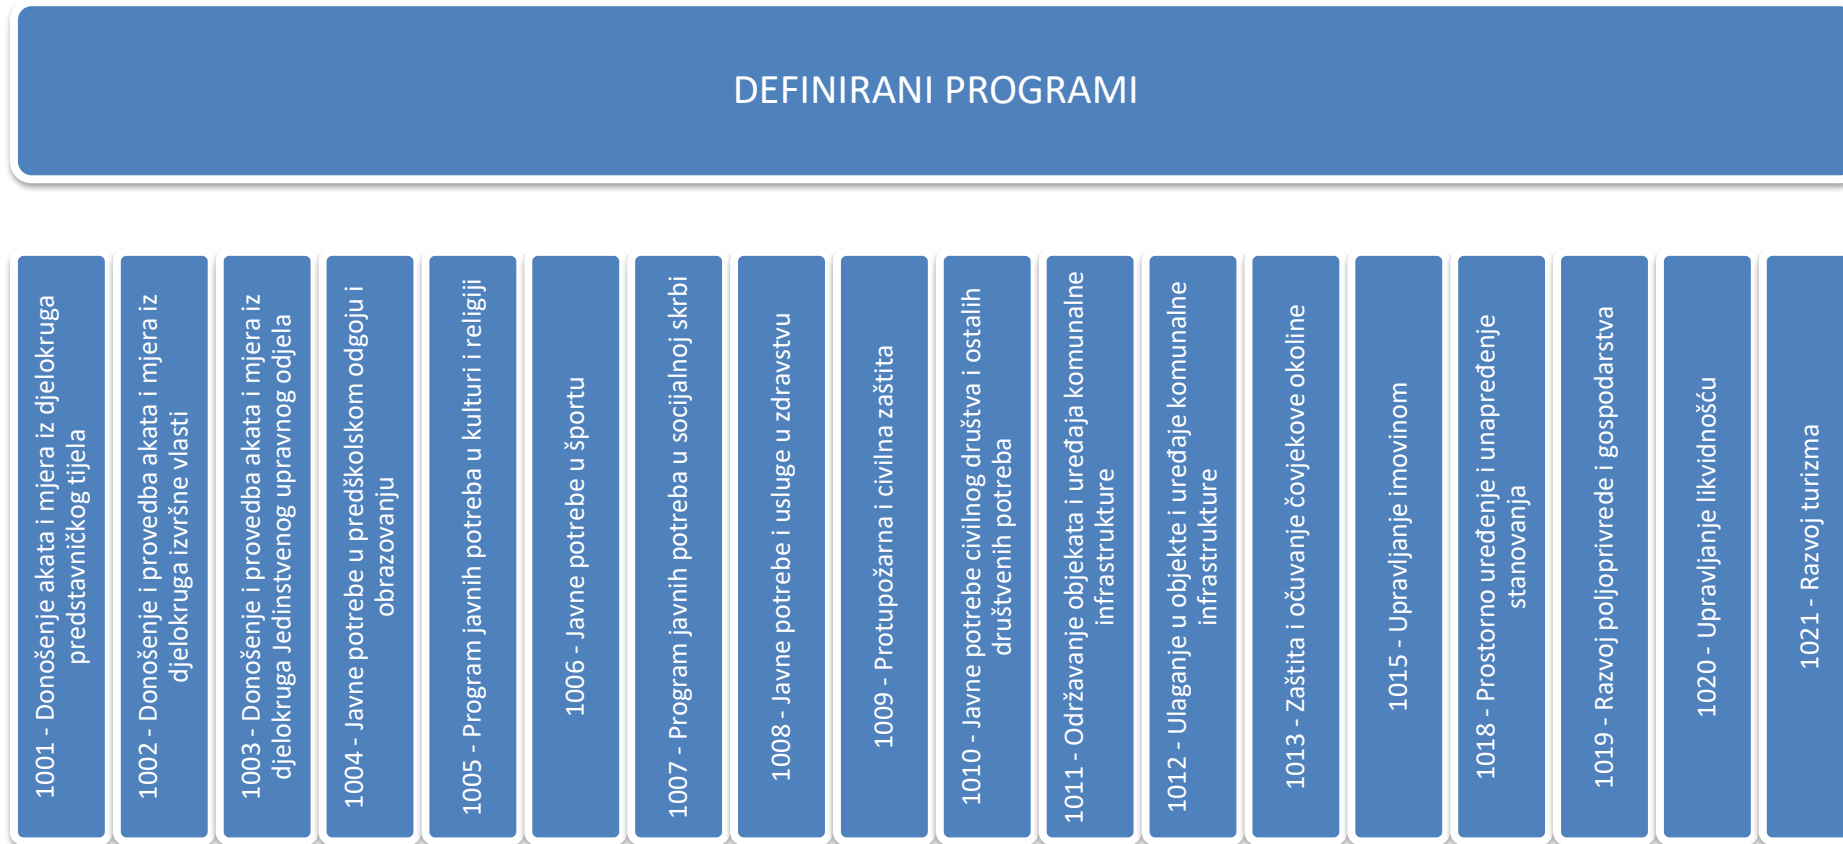 DEFINIRANI PROGRAMI
1001 - Donošenje akata i mjera iz djelokruga
predstavničkog tijela
1002 - Donošenje i provedba akata i mjera iz
djelokruga izvršne vlasti
1003 - Donošenje i provedba akata i mjera iz
djelokruga Jedinstvenog upravnog odjela
1004 - Javne potrebe u predškolskom odgoju i
obrazovanju
1005 - Program javnih potreba u kulturi i religiji
1006 - Javne potrebe u športu
1007 - Program javnih potreba u socijalnoj skrbi
1008 - Javne potrebe i usluge u zdravstvu
1009 - Protupožarna i civilna zaštita
1010 - Javne potrebe civilnog društva i ostalih
društvenih potreba
1011 - Održavanje objekata i uređaja komunalne
infrastrukture
1012 - Ulaganje u objekte i uređaje komunalne
infrastrukture
1013 - Zaštita i očuvanje čovjekove okoline
1015 - Upravljanje imovinom
1018 - Prostorno uređenje i unapređenje
stanovanja
1019 - Razvoj poljoprivrede i gospodarstva
1020 - Upravljanje likvidnošću
1021 - Razvoj turizma